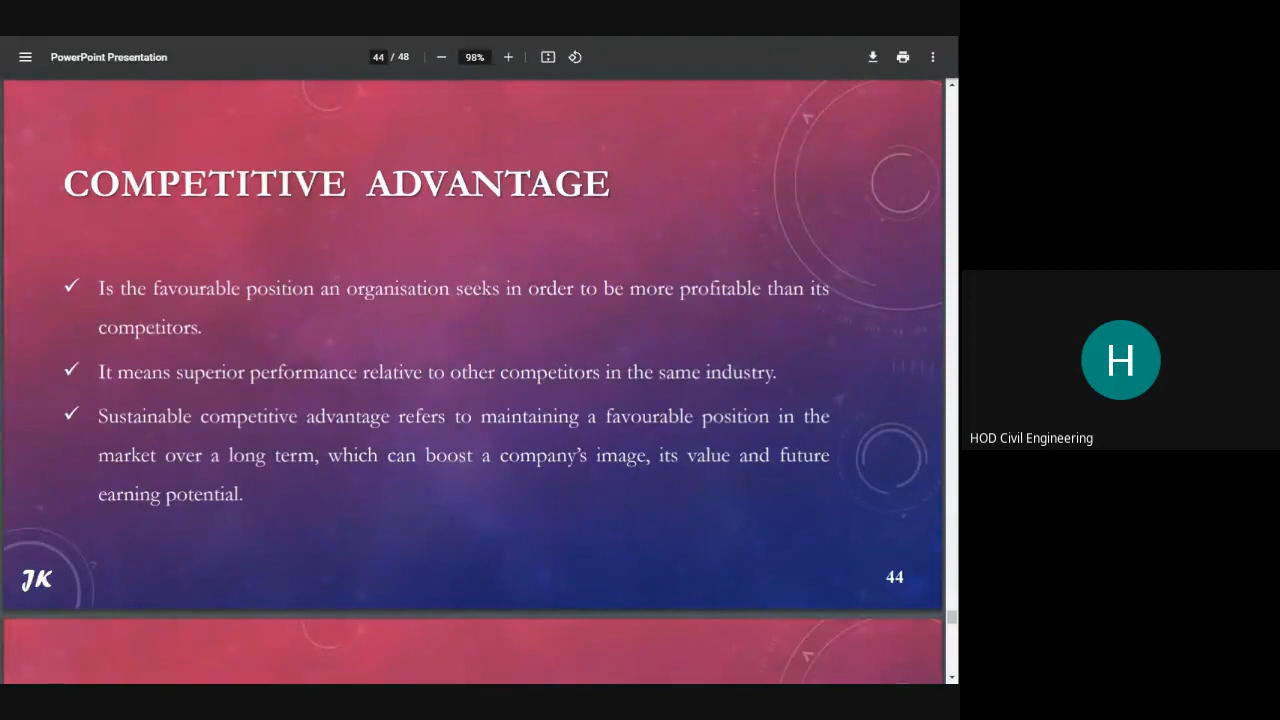 PowerPoint Presentation
44 / 48
98%
COMPETITIVE ADVANTAGE
✓ Is the favourable position an organisation seeks in order to be more profitable than its
competitors.
✓ It means superior performance relative to other competitors in the same industry.
✓ Sustainable competitive advantage refers to maintaining a favourable position in the
market over a long term, which can boost a company's image, its value and future
earning potential.
JK
44
H
HOD Civil Engineering